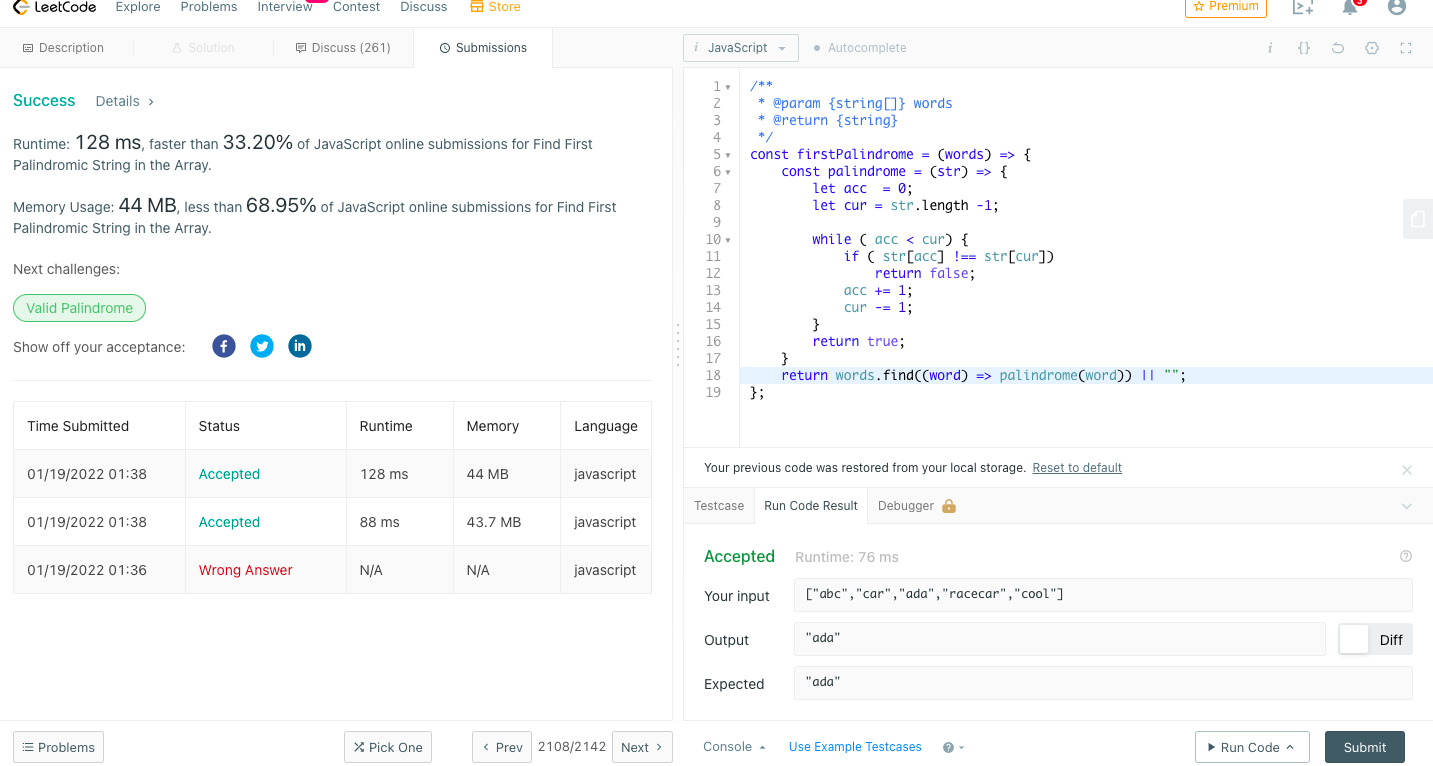 LeetCode Explore Problems Interview Contest Discuss Store Premium 3
Description Solution Discuss (261) Submissions
Success Details
Runtime: 128 ms, faster than 33.20% of JavaScript online submissions for Find First
Palindromic String in the Array.
Memory Usage: 44 MB, less than 68.95% of JavaScript online submissions for Find First
Palindromic String in the Array.
Next challenges:
Valid Palindrome
Show off your acceptance:
Time Submitted Status Runtime Memory Language
01/19/2022 01:38 Accepted 128 ms 44 MB javascript
01/19/2022 01:38 Accepted 88 ms 43.7 MB javascript
01/19/2022 01:36 Wrong Answer N/A N/A javascript
Problems Pick One Prev 2108/2142 Next
i JavaScript Autocomplete i {}
1 /**
2  * @param {string[]} words
3  * @return {string}
4  */
5 const firstPalindrome = (words) => {
6     const palindrome = (str) => {
7         let acc  = 0;
8         let cur = str.length -1;
9
10         while ( acc < cur) {
11             if ( str[acc] !== str[cur])
12                 return false;
13             acc += 1;
14             cur -= 1;
15         }
16         return true;
17     }
18     return words.find((word) => palindrome(word)) || "";
19 };
Your previous code was restored from your local storage. Reset to default
Testcase Run Code Result Debugger
Accepted Runtime: 76 ms
Your input ["abc","car","ada","racecar","cool"]
Output "ada" Diff
Expected "ada"
Console Use Example Testcases Run Code Submit